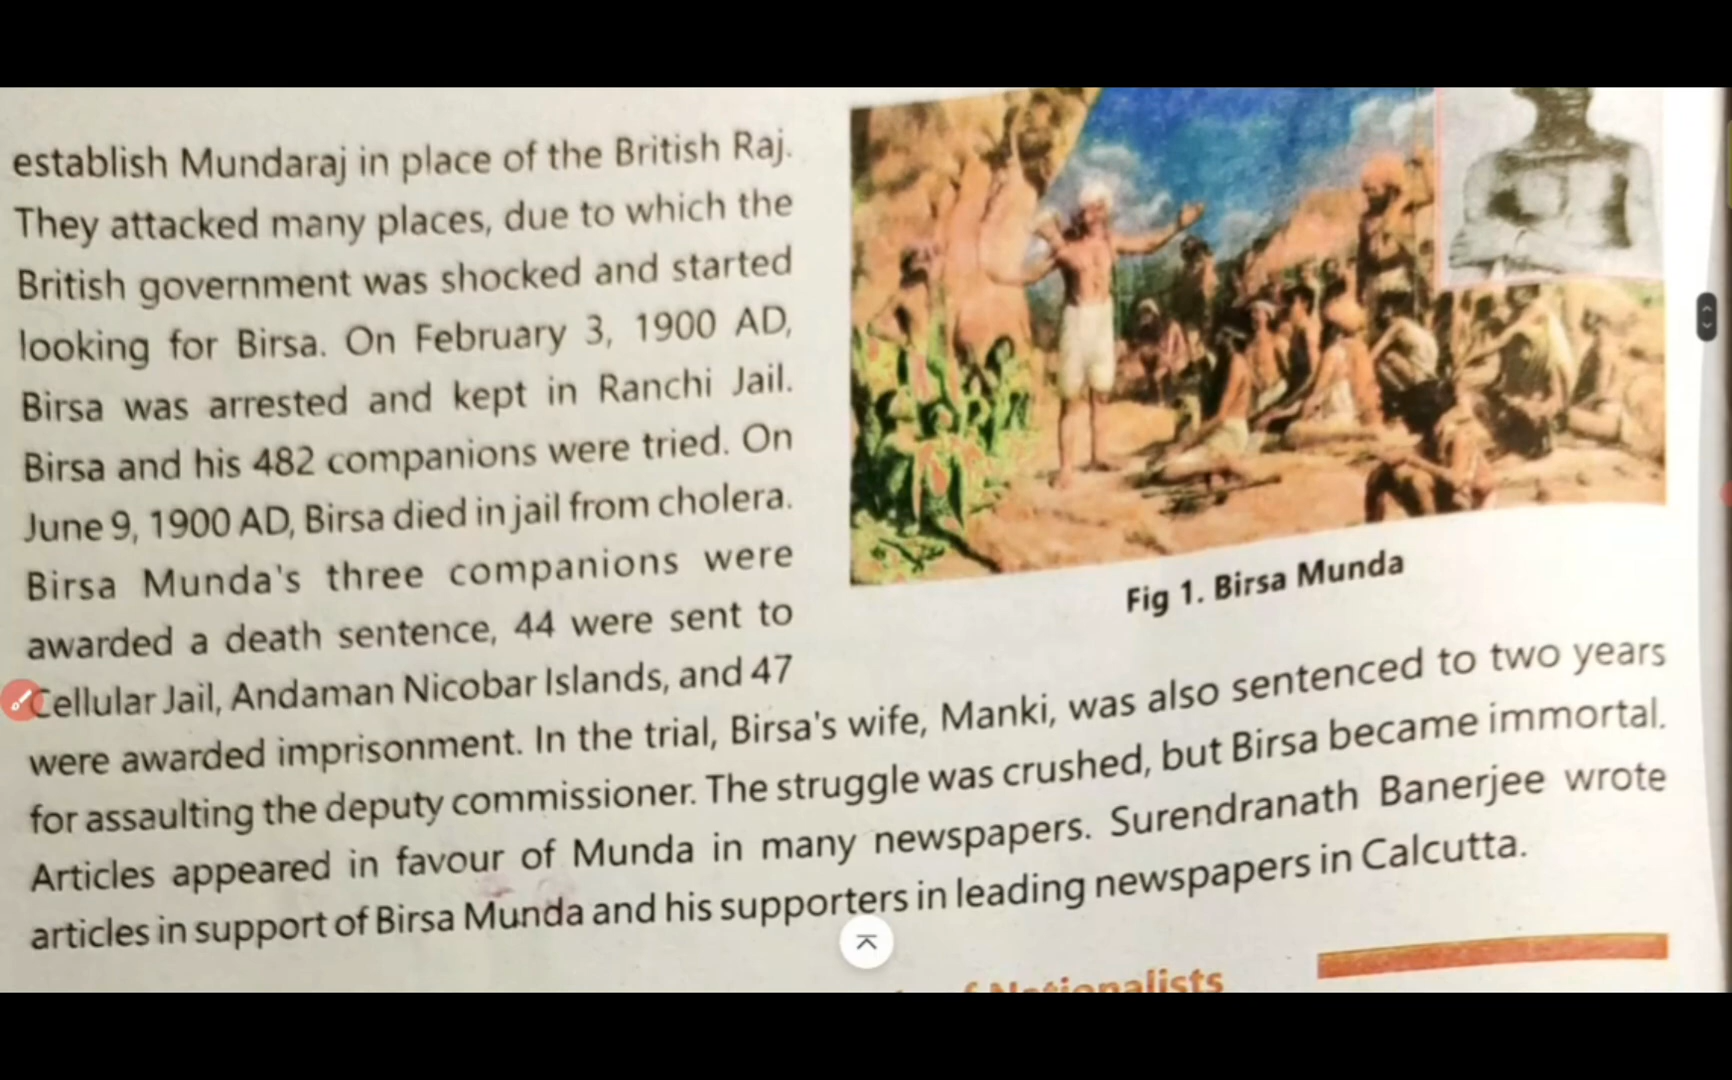 establish Mundaraj in place of the British Raj.
They attacked many places, due to which the
British government was shocked and started
looking for Birsa. On February 3, 1900 AD,
Birsa was arrested and kept in Ranchi Jail.
Birsa and his 482 companions were tried. On
June 9, 1900 AD, Birsa died in jail from cholera.
Birsa Munda's three companions were
awarded a death sentence, 44 were sent to
Cellular Jail, Andaman Nicobar Islands, and 47
were awarded imprisonment. In the trial, Birsa's wife, Manki, was also sentenced to two years
for assaulting the deputy commissioner. The struggle was crushed, but Birsa became immortal.
Articles appeared in favour of Munda in many newspapers. Surendranath Banerjee wrote
articles in support of Birsa Munda and his supporters in leading newspapers in Calcutta.
Fig 1. Birsa Munda
Nationalists